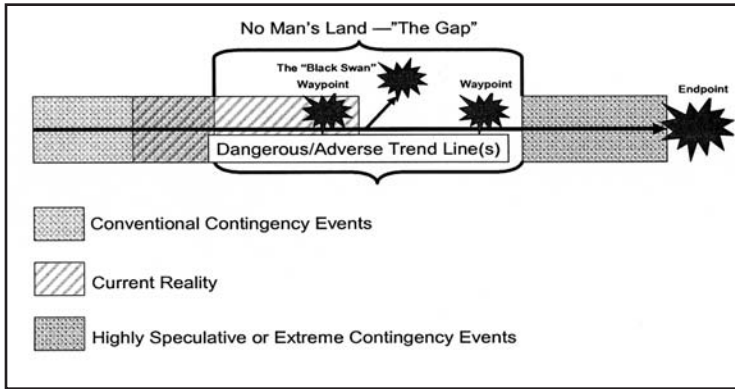 No Man's Land —"The Gap"
The "Black Swan"
Waypoint
Waypoint
Endpoint
Dangerous/Adverse Trend Line(s)
Conventional Contingency Events
Current Reality
Highly Speculative or Extreme Contingency Events